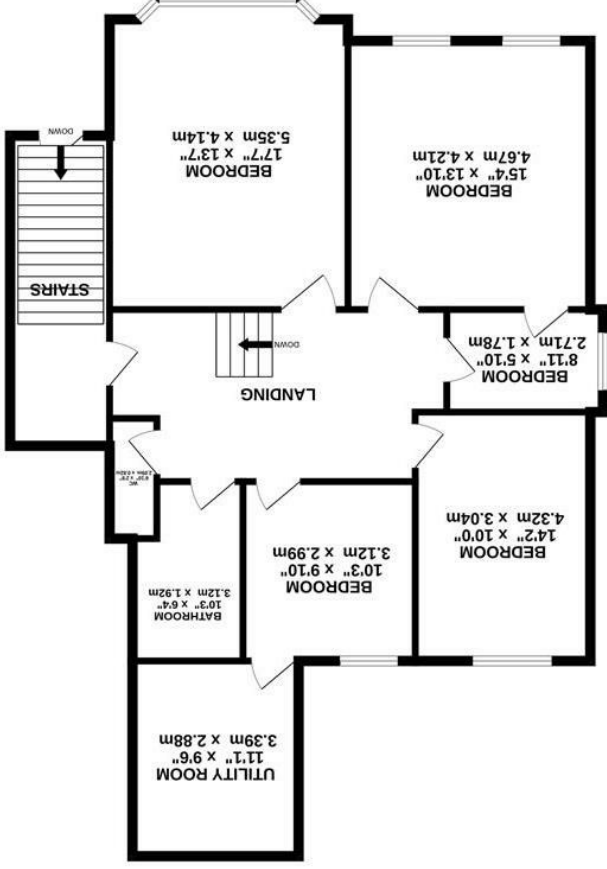 UTILITY ROOM
11'1" x 9'6"
3.39m x 2.88m
BATHROOM
10'3" x 6'4"
3.12m x 1.92m
BEDROOM
10'3" x 9'10"
3.12m x 2.99m
BEDROOM
14'2" x 10'0"
4.32m x 3.04m
WC
LANDING
BEDROOM
8'11" x 5'10"
2.71m x 1.78m
DOWN
STAIRS
BEDROOM
15'4" x 13'10"
4.67m x 4.21m
BEDROOM
17'7" x 13'7"
5.35m x 4.14m
DOWN